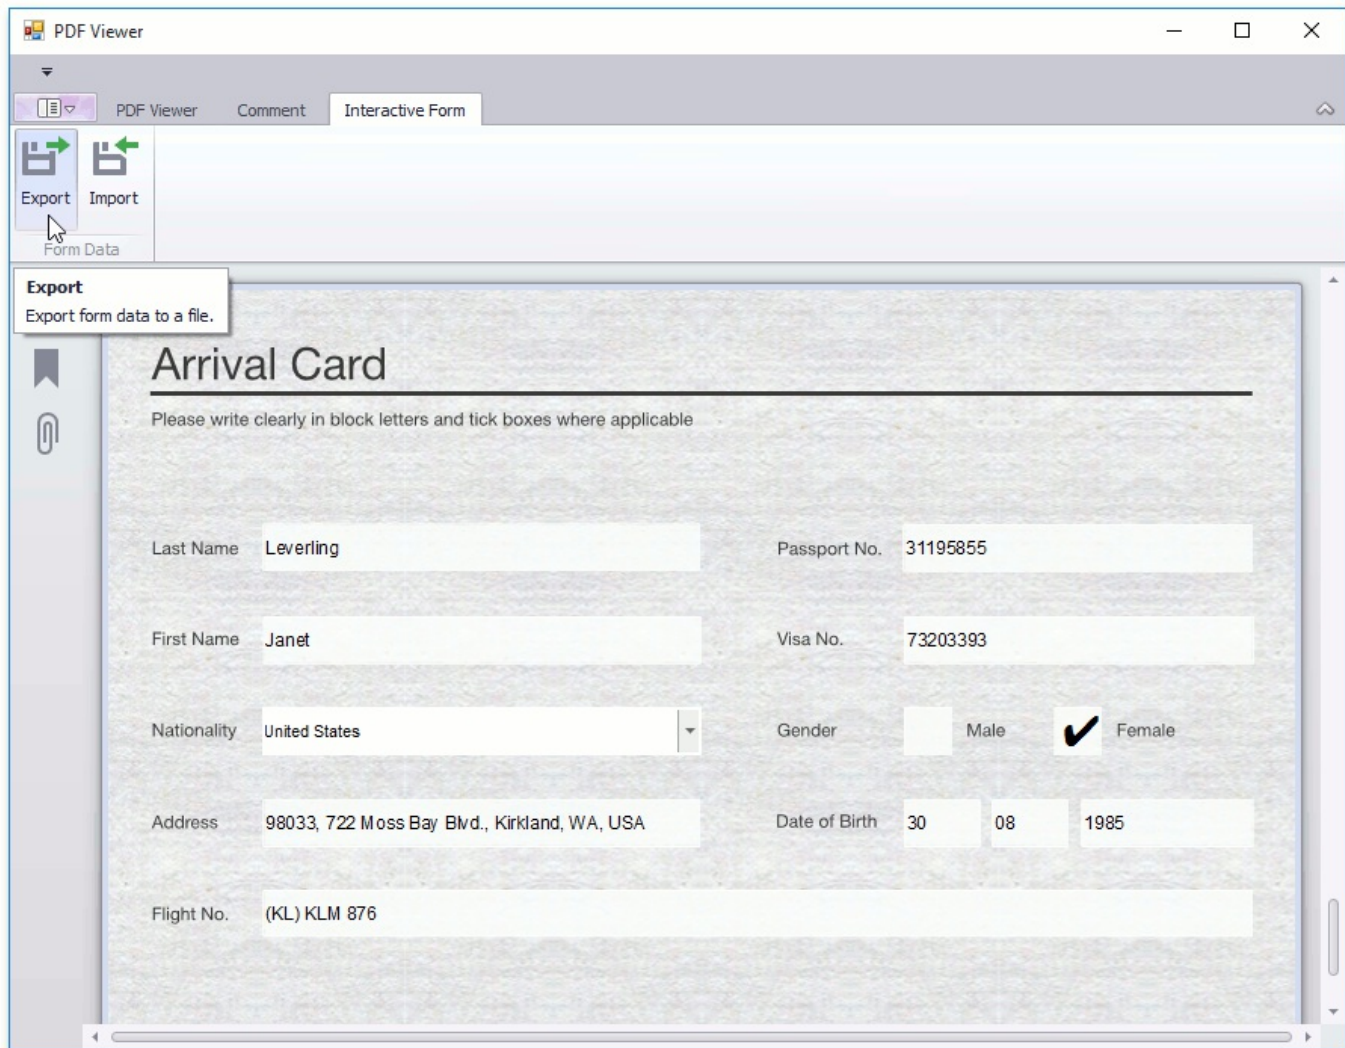 PDF Viewer
PDF Viewer Comment Interactive Form
Export Import
Form Data
Export
Export form data to a file.
Arrival Card
Please write clearly in block letters and tick boxes where applicable
Last Name Leverling Passport No. 31195855
First Name Janet Visa No. 73203393
Nationality United States Gender Male Female
Address 98033, 722 Moss Bay Blvd., Kirkland, WA, USA Date of Birth 30 08 1985
Flight No. (KL) KLM 876